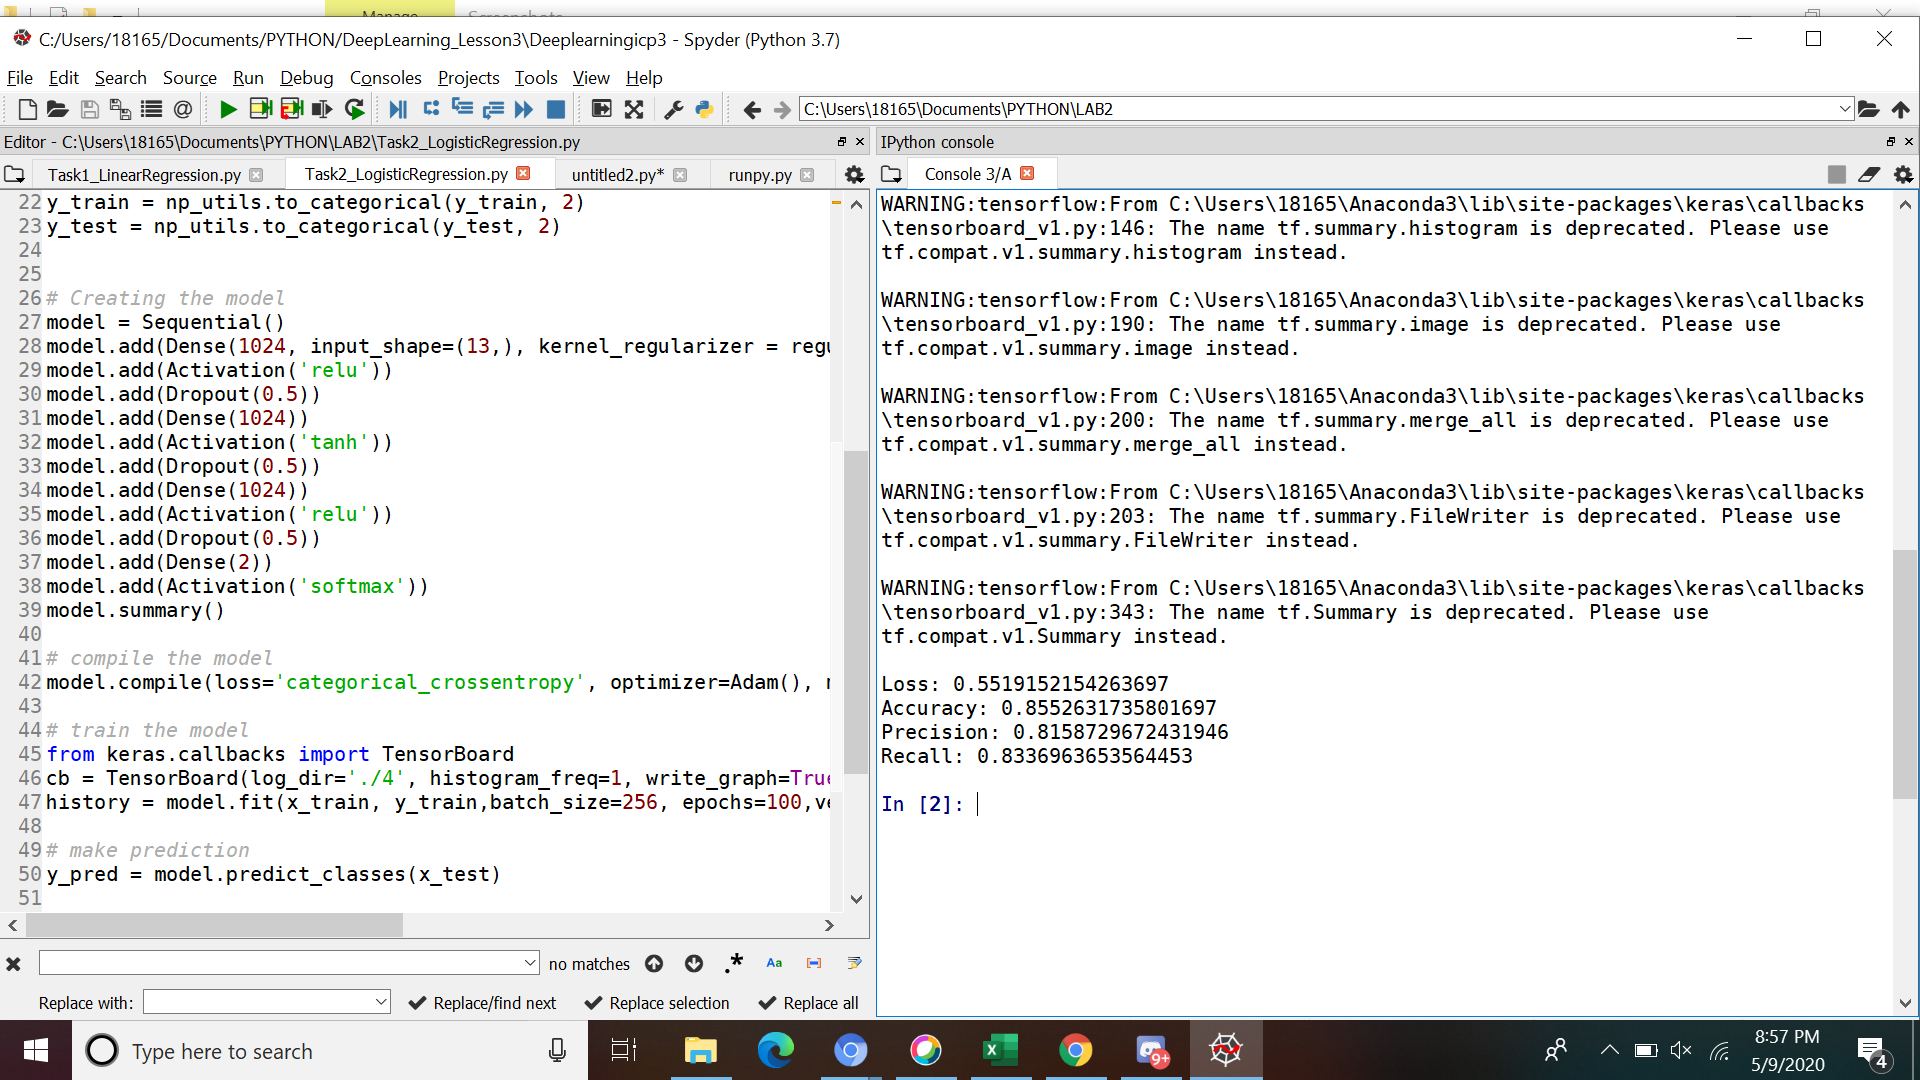 C:/Users/18165/Documents/PYTHON/DeepLearning_Lesson3\Deeplearningicp3 - Spyder (Python 3.7)
File Edit Search Source Run Debug Consoles Projects Tools View Help
C:\Users\18165\Documents\PYTHON\LAB2
Editor - C:\Users\18165\Documents\PYTHON\LAB2\Task2_LogisticRegression.py
Task1_LinearRegression.py Task2_LogisticRegression.py untitled2.py* runpy.py
22 y_train = np_utils.to_categorical(y_train, 2)
23 y_test = np_utils.to_categorical(y_test, 2)
24
25
26 # Creating the model
27 model = Sequential()
28 model.add(Dense(1024, input_shape=(13,), kernel_regularizer = regu
29 model.add(Activation('relu'))
30 model.add(Dropout(0.5))
31 model.add(Dense(1024))
32 model.add(Activation('tanh'))
33 model.add(Dropout(0.5))
34 model.add(Dense(1024))
35 model.add(Activation('relu'))
36 model.add(Dropout(0.5))
37 model.add(Dense(2))
38 model.add(Activation('softmax'))
39 model.summary()
40
41 # compile the model
42 model.compile(loss='categorical_crossentropy', optimizer=Adam(),
43
44 # train the model
45 from keras.callbacks import TensorBoard
46 cb = TensorBoard(log_dir='./4', histogram_freq=1, write_graph=True
47 history = model.fit(x_train, y_train,batch_size=256, epochs=100,ve
48
49 # make prediction
50 y_pred = model.predict_classes(x_test)
51
no matches .* Aa
Replace with: Replace/find next Replace selection Replace all
IPython console
Console 3/A
WARNING:tensorflow:From C:\Users\18165\Anaconda3\lib\site-packages\keras\callbacks
\tensorboard_v1.py:146: The name tf.summary.histogram is deprecated. Please use
tf.compat.v1.summary.histogram instead.
WARNING:tensorflow:From C:\Users\18165\Anaconda3\lib\site-packages\keras\callbacks
\tensorboard_v1.py:190: The name tf.summary.image is deprecated. Please use
tf.compat.v1.summary.image instead.
WARNING:tensorflow:From C:\Users\18165\Anaconda3\lib\site-packages\keras\callbacks
\tensorboard_v1.py:200: The name tf.summary.merge_all is deprecated. Please use
tf.compat.v1.summary.merge_all instead.
WARNING:tensorflow:From C:\Users\18165\Anaconda3\lib\site-packages\keras\callbacks
\tensorboard_v1.py:203: The name tf.summary.FileWriter is deprecated. Please use
tf.compat.v1.summary.FileWriter instead.
WARNING:tensorflow:From C:\Users\18165\Anaconda3\lib\site-packages\keras\callbacks
\tensorboard_v1.py:343: The name tf.Summary is deprecated. Please use
tf.compat.v1.Summary instead.
Loss: 0.5519152154263697
Accuracy: 0.8552631735801697
Precision: 0.8158729672431946
Recall: 0.8336963653564453
In [2]:
Type here to search
9+
8:57 PM
5/9/2020
4